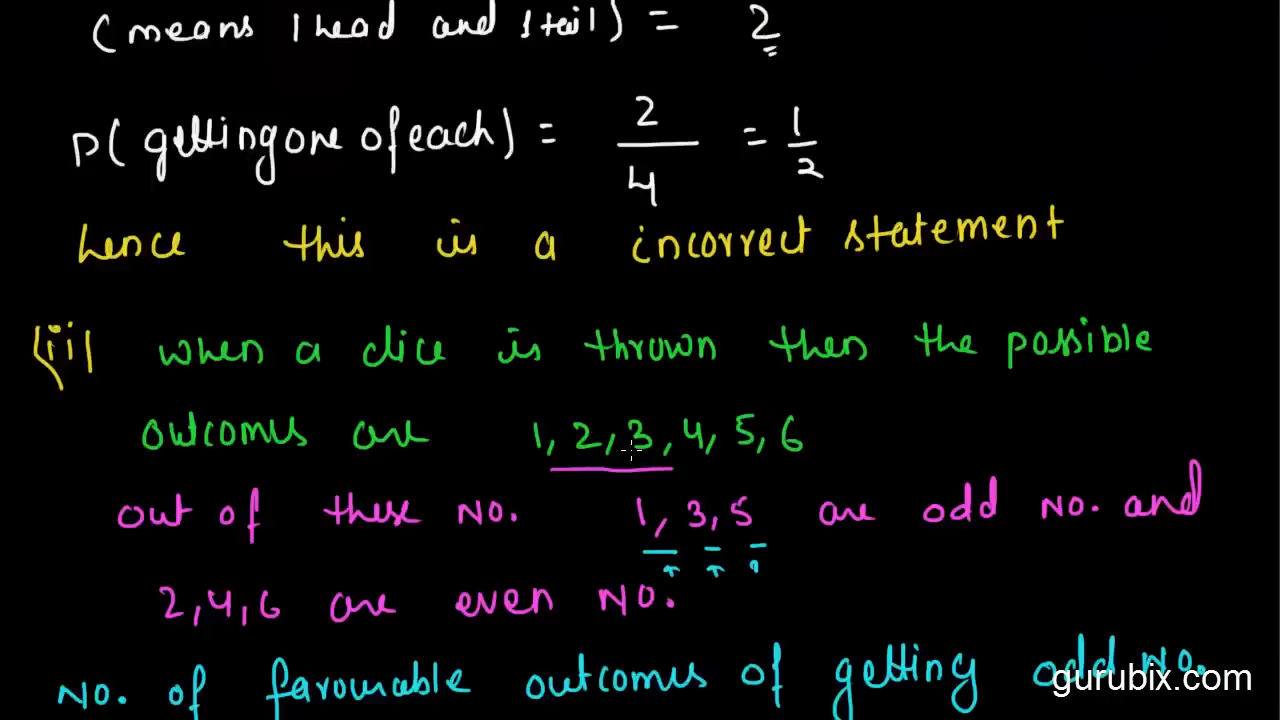 (means 1 head and 1 tail) = 2
P( getting one of each) = 2/4 = 1/2
hence this is a incorrect statement
(ii) when a dice is thrown then the possible
outcomes are 1, 2, 3, 4, 5, 6
out of these No. 1, 3, 5 are odd No. and
2, 4, 6 are even No.
No. of favourable outcomes of getting odd No.
gurubix.com